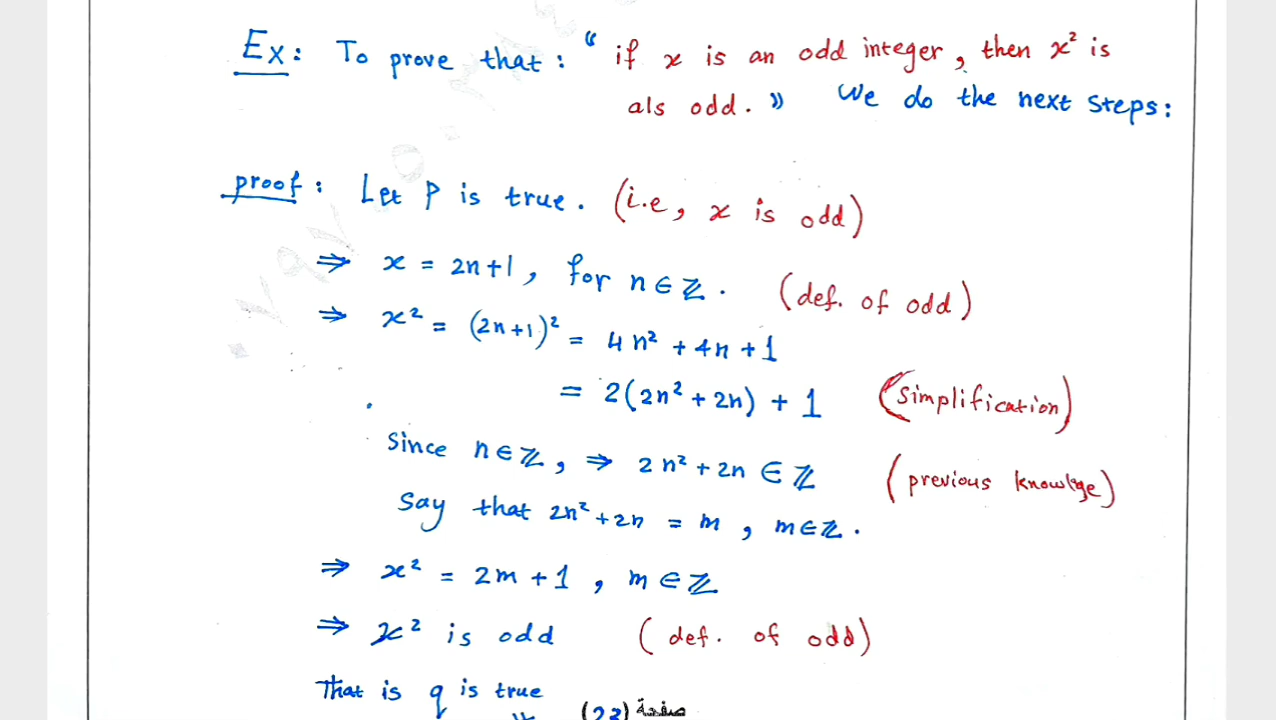 Ex: To prove that: “ if x is an odd integer, then x² is
als odd. ” We do the next steps:
proof: Let P is true. (i.e, x is odd)
⇒ x = 2n+1, for n ∈ ℤ. (def. of odd)
⇒ x² = (2n+1)² = 4n² + 4n + 1
= 2(2n² + 2n) + 1 (simplification)
Since n ∈ ℤ, ⇒ 2n² + 2n ∈ ℤ (previous knowlge)
Say that 2n² + 2n = m, m ∈ ℤ.
⇒ x² = 2m + 1, m ∈ ℤ
⇒ x² is odd (def. of odd)
That is q is true
صفحة (22)